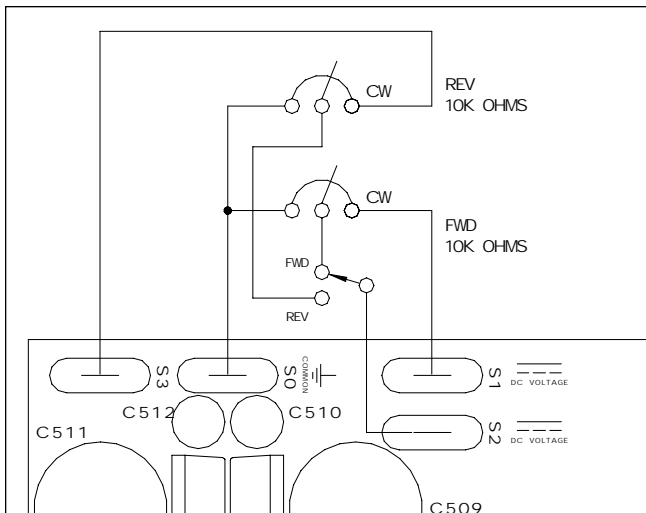 CW
REV
10K OHMS
CW
FWD
10K OHMS
FWD
REV
S3
S0
COMMON
S1
DC VOLTAGE
C512
C510
C511
S2
DC VOLTAGE
C509